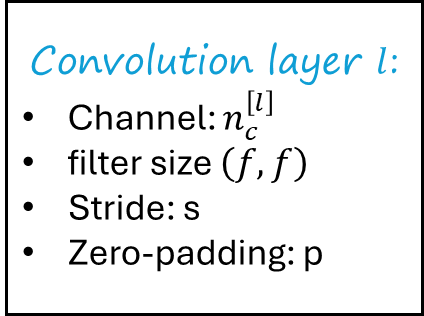 Convolution layer l:
• Channel: $n_c^{[l]}$
• filter size $(f, f)$
• Stride: s
• Zero-padding: p